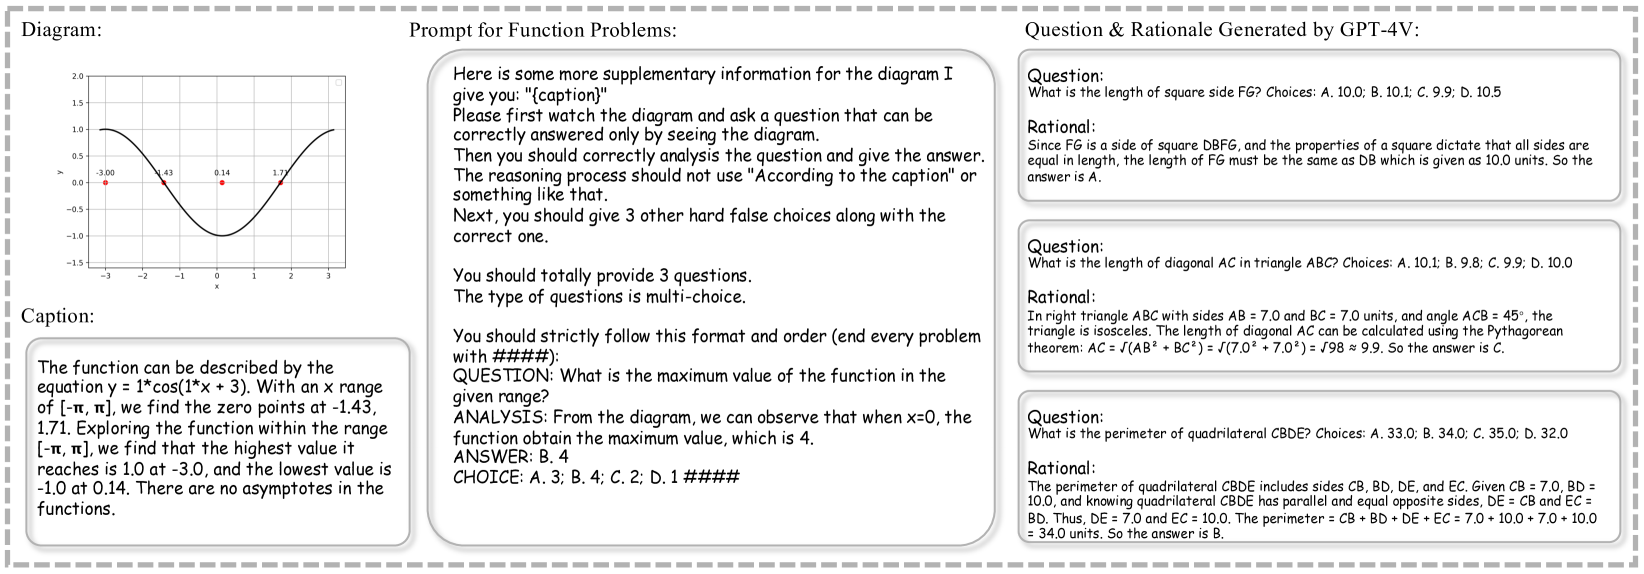 Diagram:
2.0
1.5
1.0
0.5
0.0
−0.5
−1.0
−1.5
y
-3.00
-1.43
0.14
1.71
−3
−2
−1
0
1
2
3
x
Caption:
The function can be described by the
equation y = 1*cos(1*x + 3). With an x range
of [-π, π], we find the zero points at -1.43,
1.71. Exploring the function within the range
[-π, π], we find that the highest value it
reaches is 1.0 at -3.0, and the lowest value is
-1.0 at 0.14. There are no asymptotes in the
functions.
Prompt for Function Problems:
Here is some more supplementary information for the diagram I
give you: "{caption}"
Please first watch the diagram and ask a question that can be
correctly answered only by seeing the diagram.
Then you should correctly analysis the question and give the answer.
The reasoning process should not use "According to the caption" or
something like that.
Next, you should give 3 other hard false choices along with the
correct one.
You should totally provide 3 questions.
The type of questions is multi-choice.
You should strictly follow this format and order (end every problem
with ####):
QUESTION: What is the maximum value of the function in the
given range?
ANALYSIS: From the diagram, we can observe that when x=0, the
function obtain the maximum value, which is 4.
ANSWER: B. 4
CHOICE: A. 3; B. 4; C. 2; D. 1 ####
Question & Rationale Generated by GPT-4V:
Question:
What is the length of square side FG? Choices: A. 10.0; B. 10.1; C. 9.9; D. 10.5
Rational:
Since FG is a side of square DBFG, and the properties of a square dictate that all sides are
equal in length, the length of FG must be the same as DB which is given as 10.0 units. So the
answer is A.
Question:
What is the length of diagonal AC in triangle ABC? Choices: A. 10.1; B. 9.8; C. 9.9; D. 10.0
Rational:
In right triangle ABC with sides AB = 7.0 and BC = 7.0 units, and angle ACB = 45°, the
triangle is isosceles. The length of diagonal AC can be calculated using the Pythagorean
theorem: AC = √(AB² + BC²) = √(7.0² + 7.0²) = √98 ≈ 9.9. So the answer is C.
Question:
What is the perimeter of quadrilateral CBDE? Choices: A. 33.0; B. 34.0; C. 35.0; D. 32.0
Rational:
The perimeter of quadrilateral CBDE includes sides CB, BD, DE, and EC. Given CB = 7.0, BD =
10.0, and knowing quadrilateral CBDE has parallel and equal opposite sides, DE = CB and EC =
BD. Thus, DE = 7.0 and EC = 10.0. The perimeter = CB + BD + DE + EC = 7.0 + 10.0 + 7.0 + 10.0
= 34.0 units. So the answer is B.